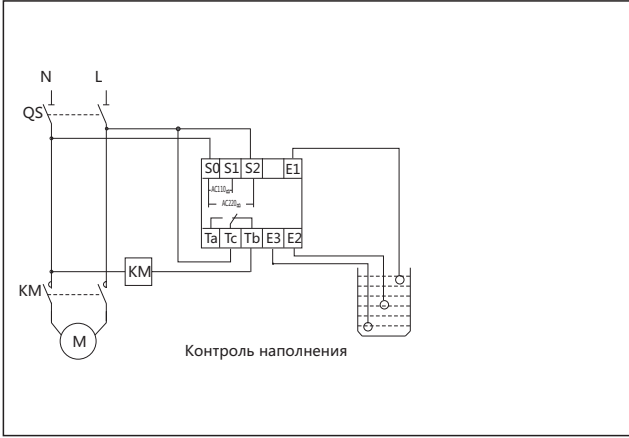 N L
QS
S0 S1 S2 E1
AC110
AC220
Ta Tc Tb E3 E2
KM
KM
M
Контроль наполнения